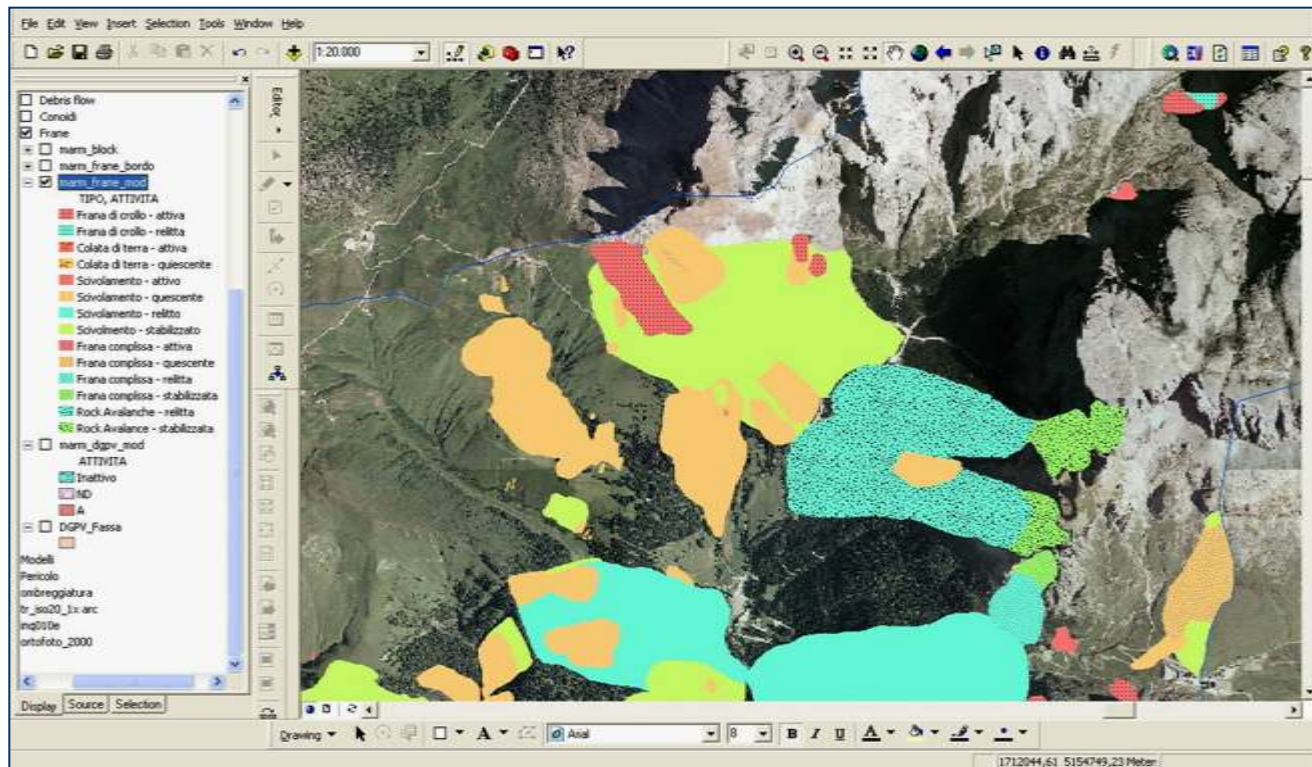 File Edit View Insert Selection Tools Window Help
1:20.000
Debris flow
Conoidi
Frane
marm_block
marm_frane_bordo
marm_frane_mod
TIPO, ATTIVITA
Frana di crollo - attiva
Frana di crollo - relitta
Colata di terra - attiva
Colata di terra - quiescente
Scivolamento - attivo
Scivolamento - quescente
Scivolamento - relitto
Scivolmento - stabilizzato
Frana complssa - attiva
Frana complssa - quescente
Frana complssa - relitta
Frana complssa - stabilizzata
Rock Avalanche - relitta
Rock Avalance - stabilizzata
marm_dgpv_mod
ATTIVITA
Inattivo
ND
A
DGPV_Fassa
Modelli
Pericolo
ombreggiatura
tr_iso20_1x arc
ortofoto_2000
Display Source Selection
Editor
Drawing A Arial 8 B I U A
1712044,61 5154749,23 Meter